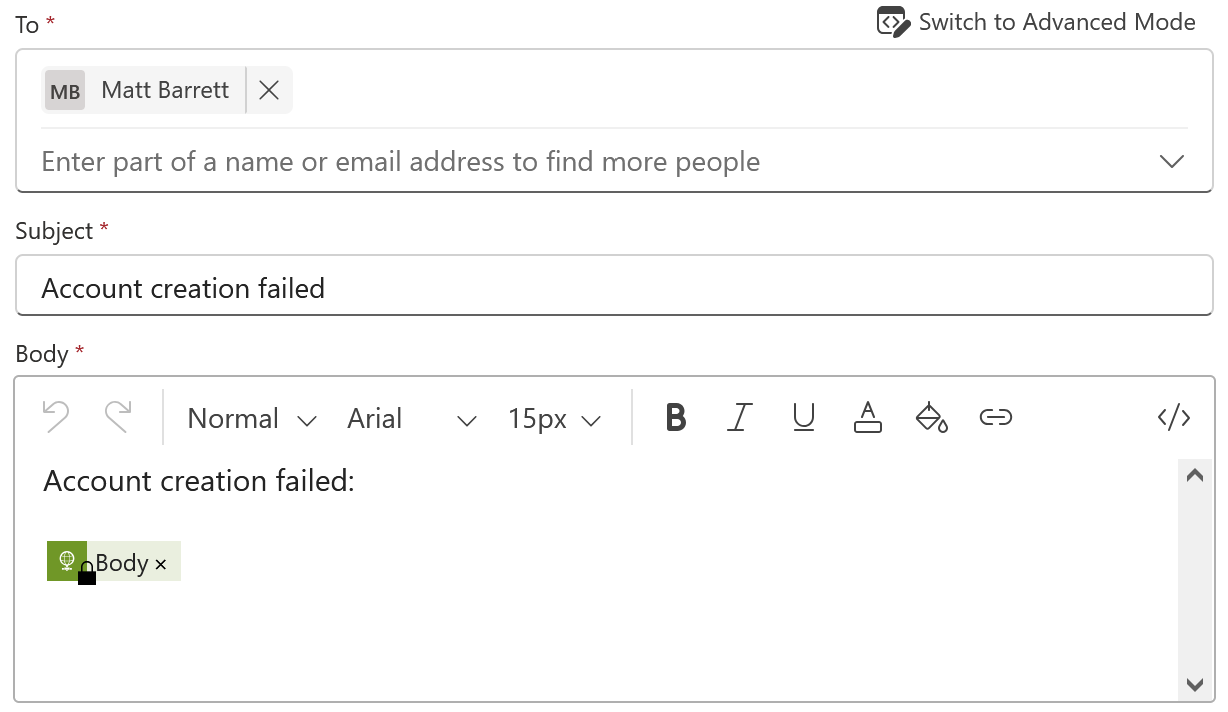 To *
Switch to Advanced Mode
MB Matt Barrett
Enter part of a name or email address to find more people
Subject *
Account creation failed
Body *
Normal Arial 15px B I U A </>
Account creation failed:
Body ×